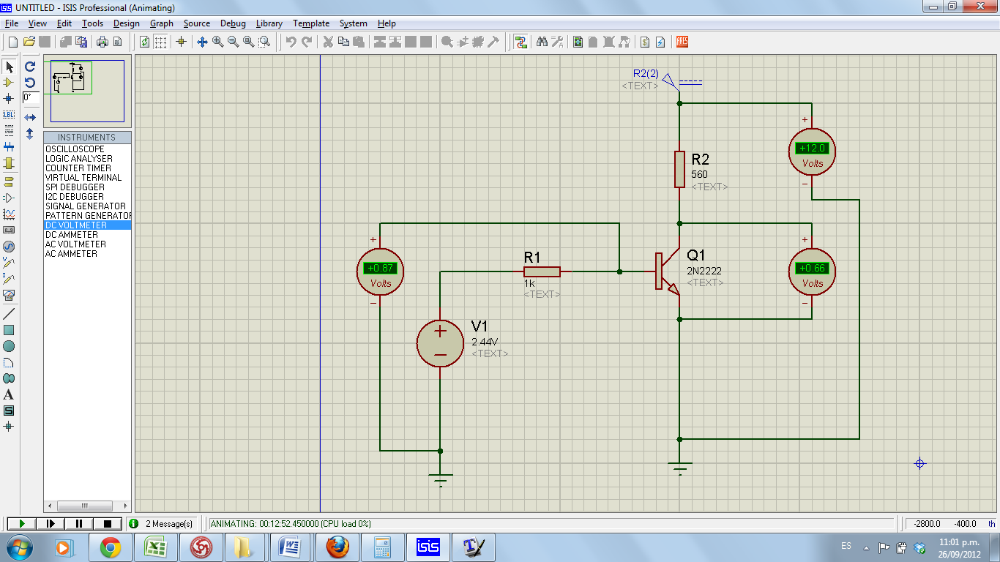 UNTITLED - ISIS Professional (Animating)
File View Edit Tools Design Graph Source Debug Library Template System Help
LBL
0°
INSTRUMENTS
OSCILLOSCOPE
LOGIC ANALYSER
COUNTER TIMER
VIRTUAL TERMINAL
SPI DEBUGGER
I2C DEBUGGER
SIGNAL GENERATOR
PATTERN GENERATOR
DC VOLTMETER
DC AMMETER
AC VOLTMETER
AC AMMETER
R2(2)
<TEXT>
+12.0
Volts
R2
560
<TEXT>
+0.87
Volts
R1
1k
<TEXT>
Q1
2N2222
<TEXT>
+0.66
Volts
V1
2.44V
<TEXT>
2 Message(s)
ANIMATING: 00:12:52.450000 (CPU load 0%)
-2800.0 -400.0 th
isis
ES
11:01 p.m.
26/09/2012